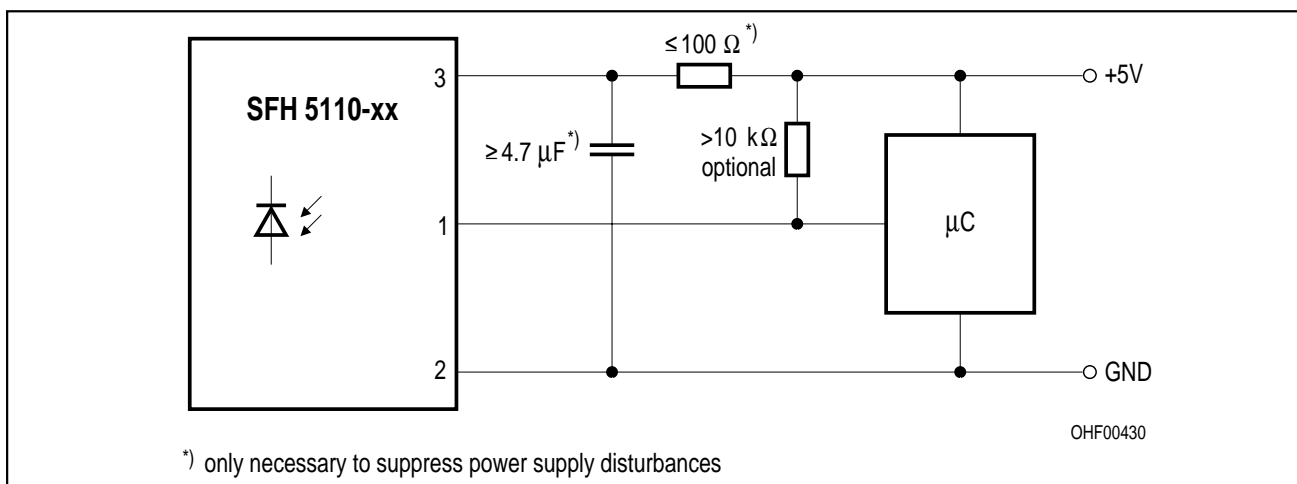 ≤100 Ω *)
3
+5V
SFH 5110-xx
≥4.7 μF *)
>10 kΩ
optional
1
μC
2
GND
OHF00430
*) only necessary to suppress power supply disturbances